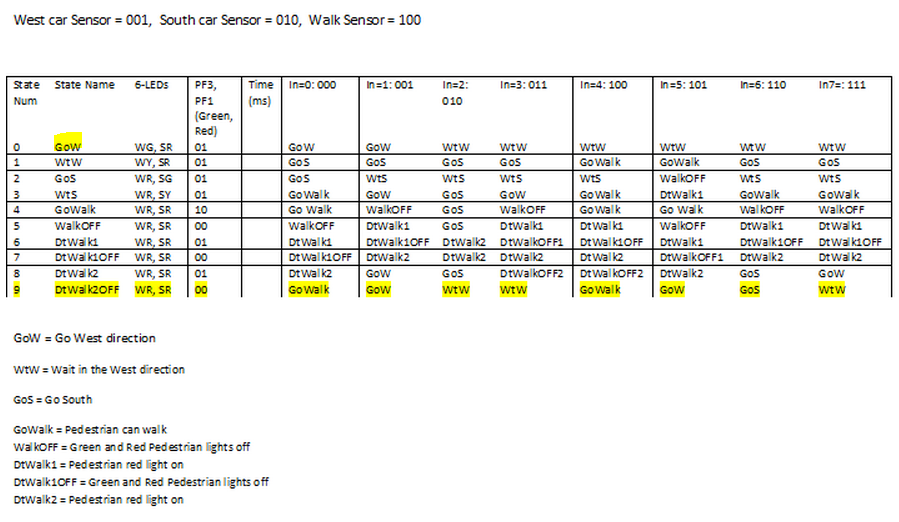 West car Sensor = 001, South car Sensor = 010, Walk Sensor = 100
State Num State Name 6-LEDs PF3, PF1 (Green, Red) Time (ms) In=0: 000 In=1: 001 In=2: 010 In=3: 011 In=4: 100 In=5: 101 In=6: 110 In7=: 111
0 GoW WG, SR 01 GoW GoW WtW WtW WtW WtW WtW WtW
1 WtW WY, SR 01 GoS GoS GoS GoS GoWalk GoWalk GoS GoS
2 GoS WR, SG 01 GoS WtS WtS WtS WtS WalkOFF WtS WtS
3 WtS WR, SY 01 GoWalk GoW GoS GoW GoWalk DtWalk1 GoWalk GoWalk
4 GoWalk WR, SR 10 Go Walk WalkOFF GoS WalkOFF GoWalk Go Walk WalkOFF WalkOFF
5 WalkOFF WR, SR 00 WalkOFF DtWalk1 GoS DtWalk1 DtWalk1 WalkOFF DtWalk1 DtWalk1
6 DtWalk1 WR, SR 01 DtWalk1 DtWalk1OFF DtWalk2 DtWalkOFF1 DtWalk1OFF DtWalk1 DtWalk1OFF DtWalk1OFF
7 DtWalk1OFF WR, SR 00 DtWalk1OFF DtWalk2 DtWalk2 DtWalk2 DtWalk2 DtWalkOFF1 DtWalk2 DtWalk2
8 DtWalk2 WR, SR 01 DtWalk2 GoW GoS DtWalkOFF2 DtWalkOFF2 DtWalk2 GoS GoW
9 DtWalk2OFF WR, SR 00 GoWalk GoW WtW WtW GoWalk GoW GoS WtW
GoW = Go West direction
WtW = Wait in the West direction
GoS = Go South
GoWalk = Pedestrian can walk
WalkOFF = Green and Red Pedestrian lights off
DtWalk1 = Pedestrian red light on
DtWalk1OFF = Green and Red Pedestrian lights off
DtWalk2 = Pedestrian red light on